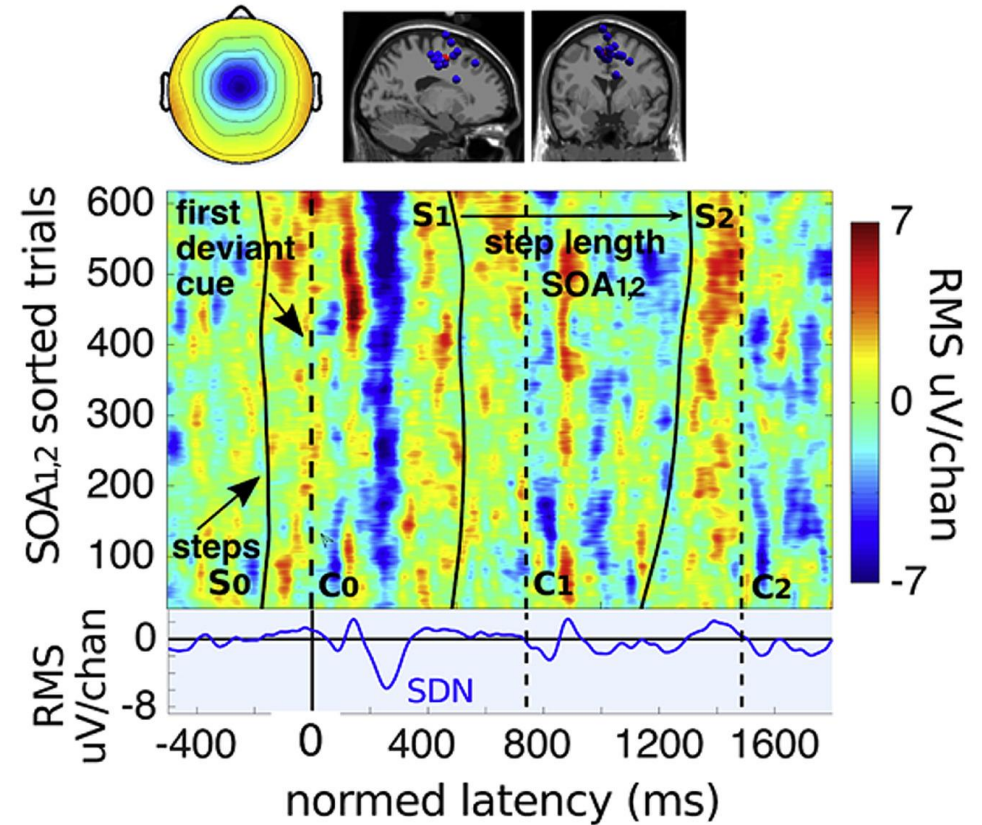 600
500
400
300
200
100
SOA1,2 sorted trials
first
deviant
cue
steps
S0
C0
S1
step length
SOA1,2
S2
C1
C2
7
0
-7
RMS uV/chan
RMS
uV/chan
0
-8
SDN
-400 0 400 800 1200 1600
normed latency (ms)